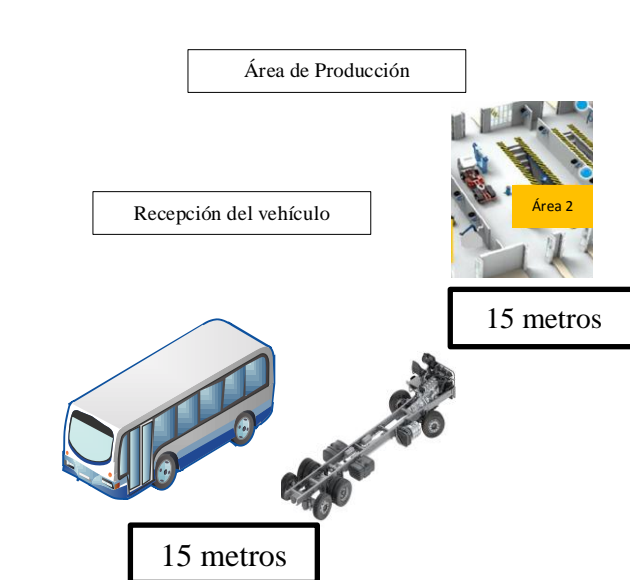 Área de Producción
Recepción del vehículo
Área 2
15 metros
15 metros